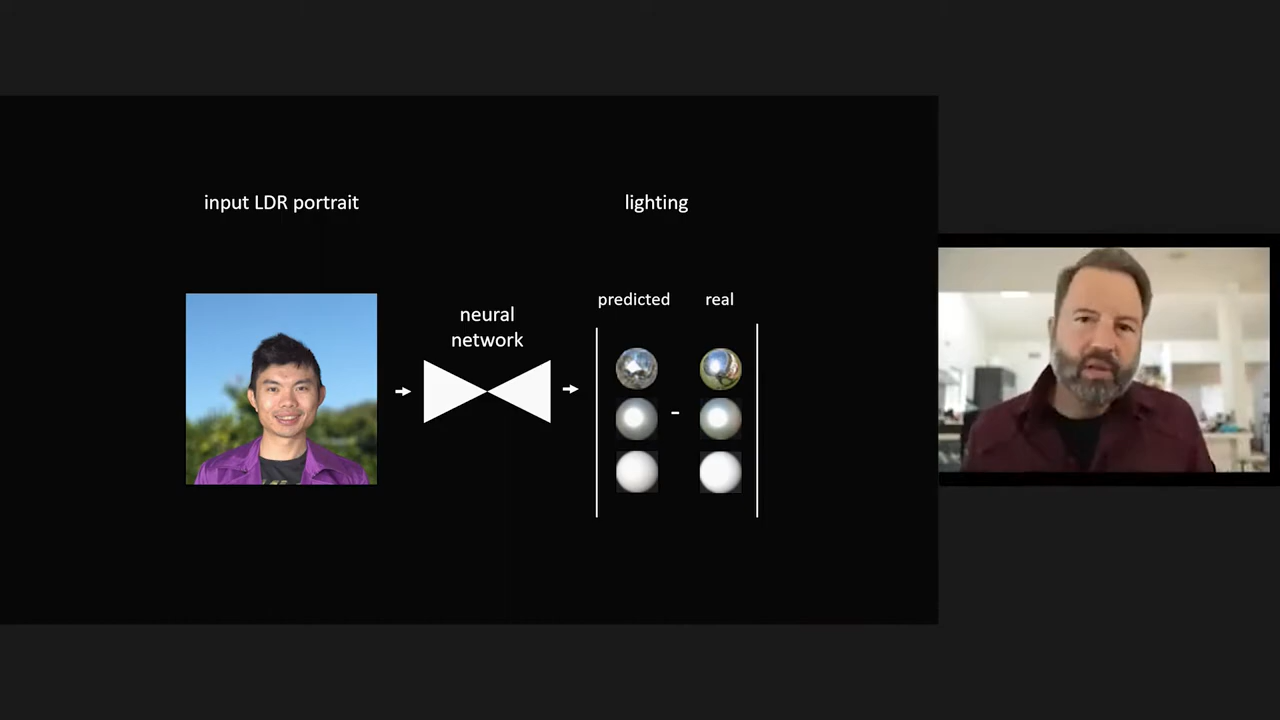 input LDR portrait
lighting
neural
network
predicted
real
-